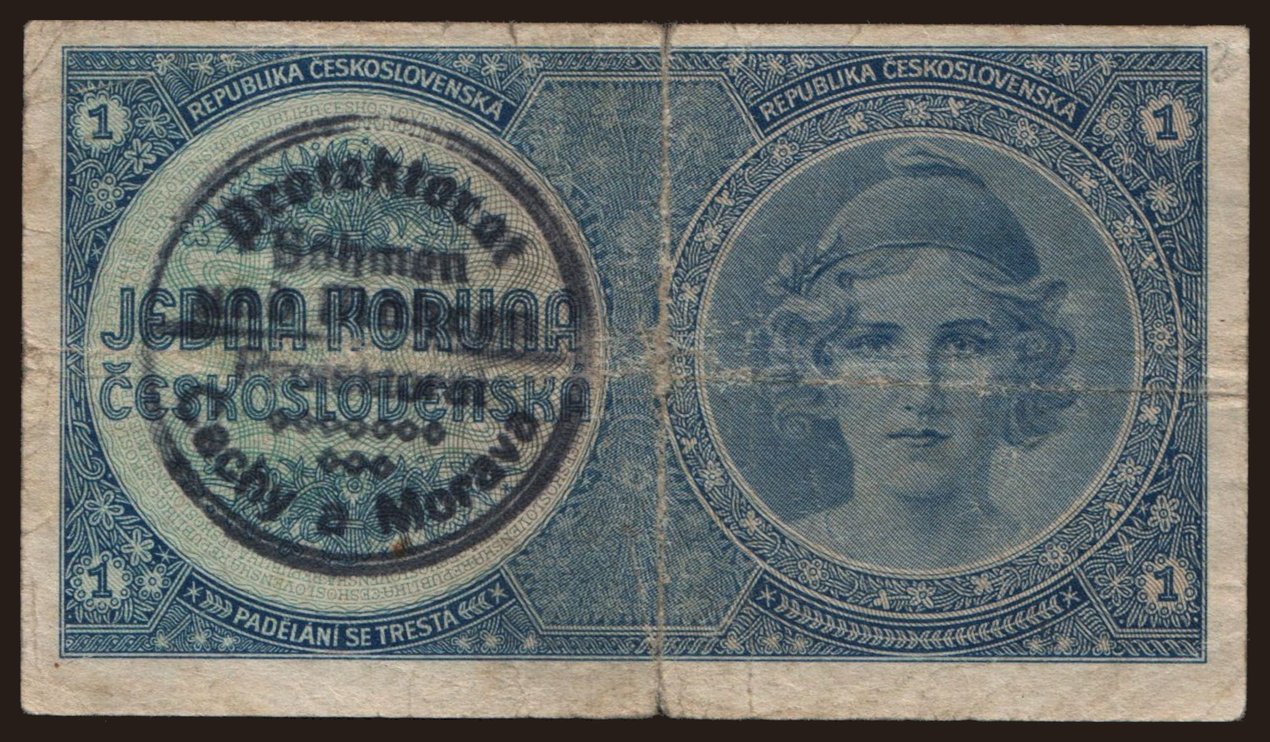 REPUBLIKA ČESKOSLOVENSKÁ
REPUBLIKA ČESKOSLOVENSKÁ
1
1
Protektorat
Böhmen
JEDNA KORUNA
ČESKOSLOVENSKÁ
Čechy a Morava
1
1
PADĚLÁNÍ SE TRESTÁ